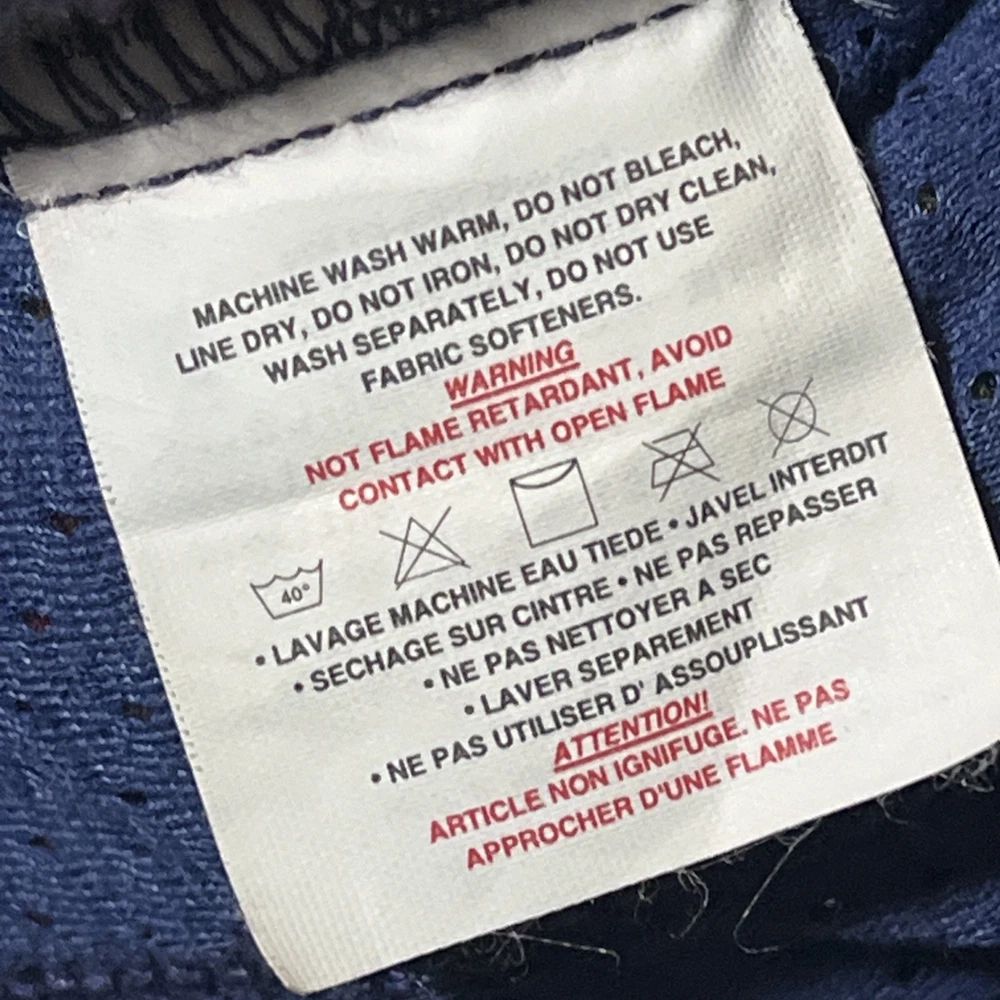 MACHINE WASH WARM, DO NOT BLEACH,
LINE DRY, DO NOT IRON, DO NOT DRY CLEAN,
WASH SEPARATELY, DO NOT USE
FABRIC SOFTENERS.
WARNING
NOT FLAME RETARDANT, AVOID
CONTACT WITH OPEN FLAME
40°
• LAVAGE MACHINE EAU TIEDE • JAVEL INTERDIT
• SECHAGE SUR CINTRE • NE PAS REPASSER
• NE PAS NETTOYER A SEC
• LAVER SEPAREMENT
• NE PAS UTILISER D' ASSOUPLISSANT
ATTENTION!
ARTICLE NON IGNIFUGE. NE PAS
APPROCHER D'UNE FLAMME